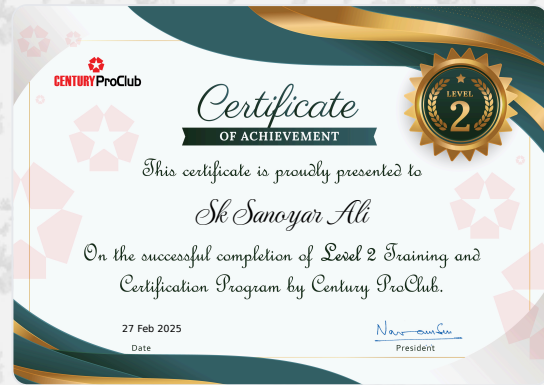 CENTURY ProClub
Certificate
OF ACHIEVEMENT
LEVEL
2
This certificate is proudly presented to
Sk Sanoyar Ali
On the successful completion of Level 2 Training and
Certification Program by Century ProClub.
27 Feb 2025
Date
President